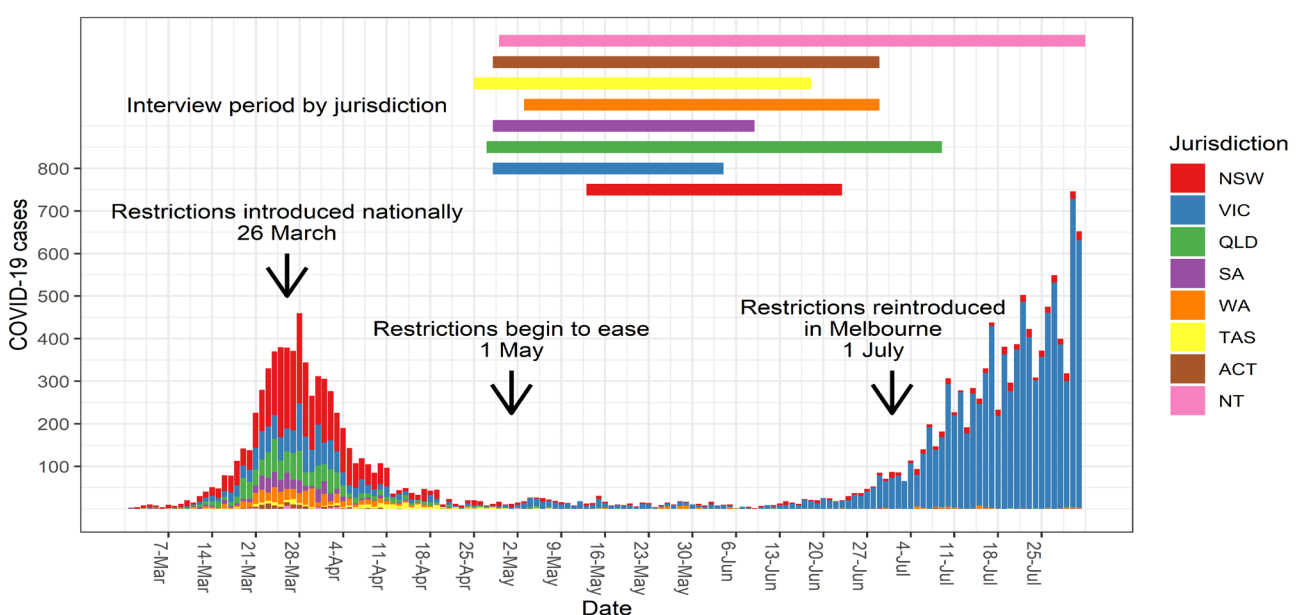 Interview period by jurisdiction
Restrictions introduced nationally
26 March
Restrictions begin to ease
1 May
Restrictions reintroduced
in Melbourne
1 July
COVID-19 cases
800
700
600
500
400
300
200
100
7-Mar
14-Mar
21-Mar
28-Mar
4-Apr
11-Apr
18-Apr
25-Apr
2-May
9-May
16-May
23-May
30-May
6-Jun
13-Jun
20-Jun
27-Jun
4-Jul
11-Jul
18-Jul
25-Jul
Date
Jurisdiction
NSW
VIC
QLD
SA
WA
TAS
ACT
NT